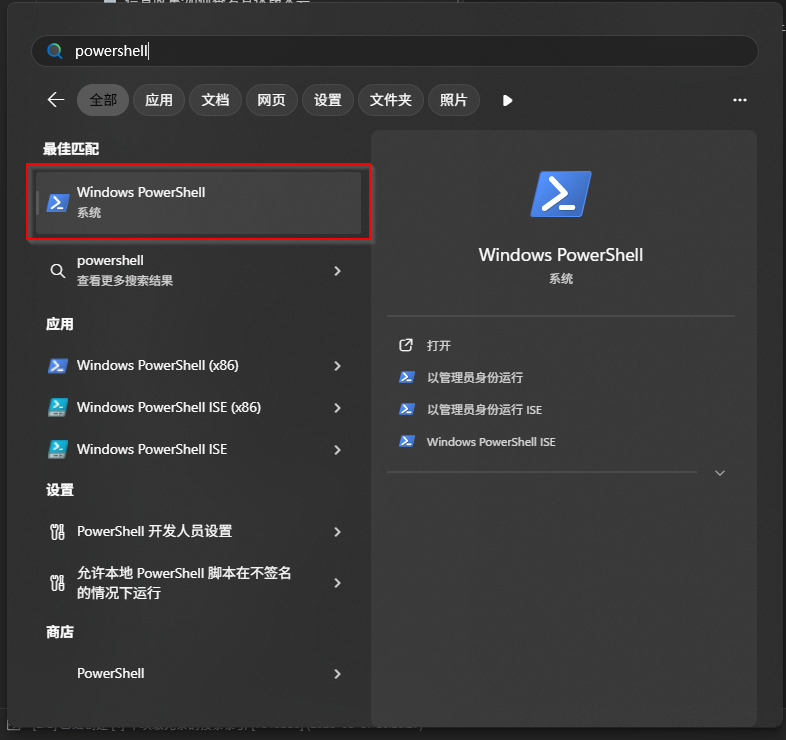 powershell
全部
应用
文档
网页
设置
文件夹
照片
最佳匹配
Windows PowerShell
系统
powershell
查看更多搜索结果
应用
Windows PowerShell (x86)
Windows PowerShell ISE (x86)
Windows PowerShell ISE
设置
PowerShell 开发人员设置
允许本地 PowerShell 脚本在不签名
的情况下运行
商店
PowerShell
Windows PowerShell
系统
打开
以管理员身份运行
以管理员身份运行 ISE
Windows PowerShell ISE